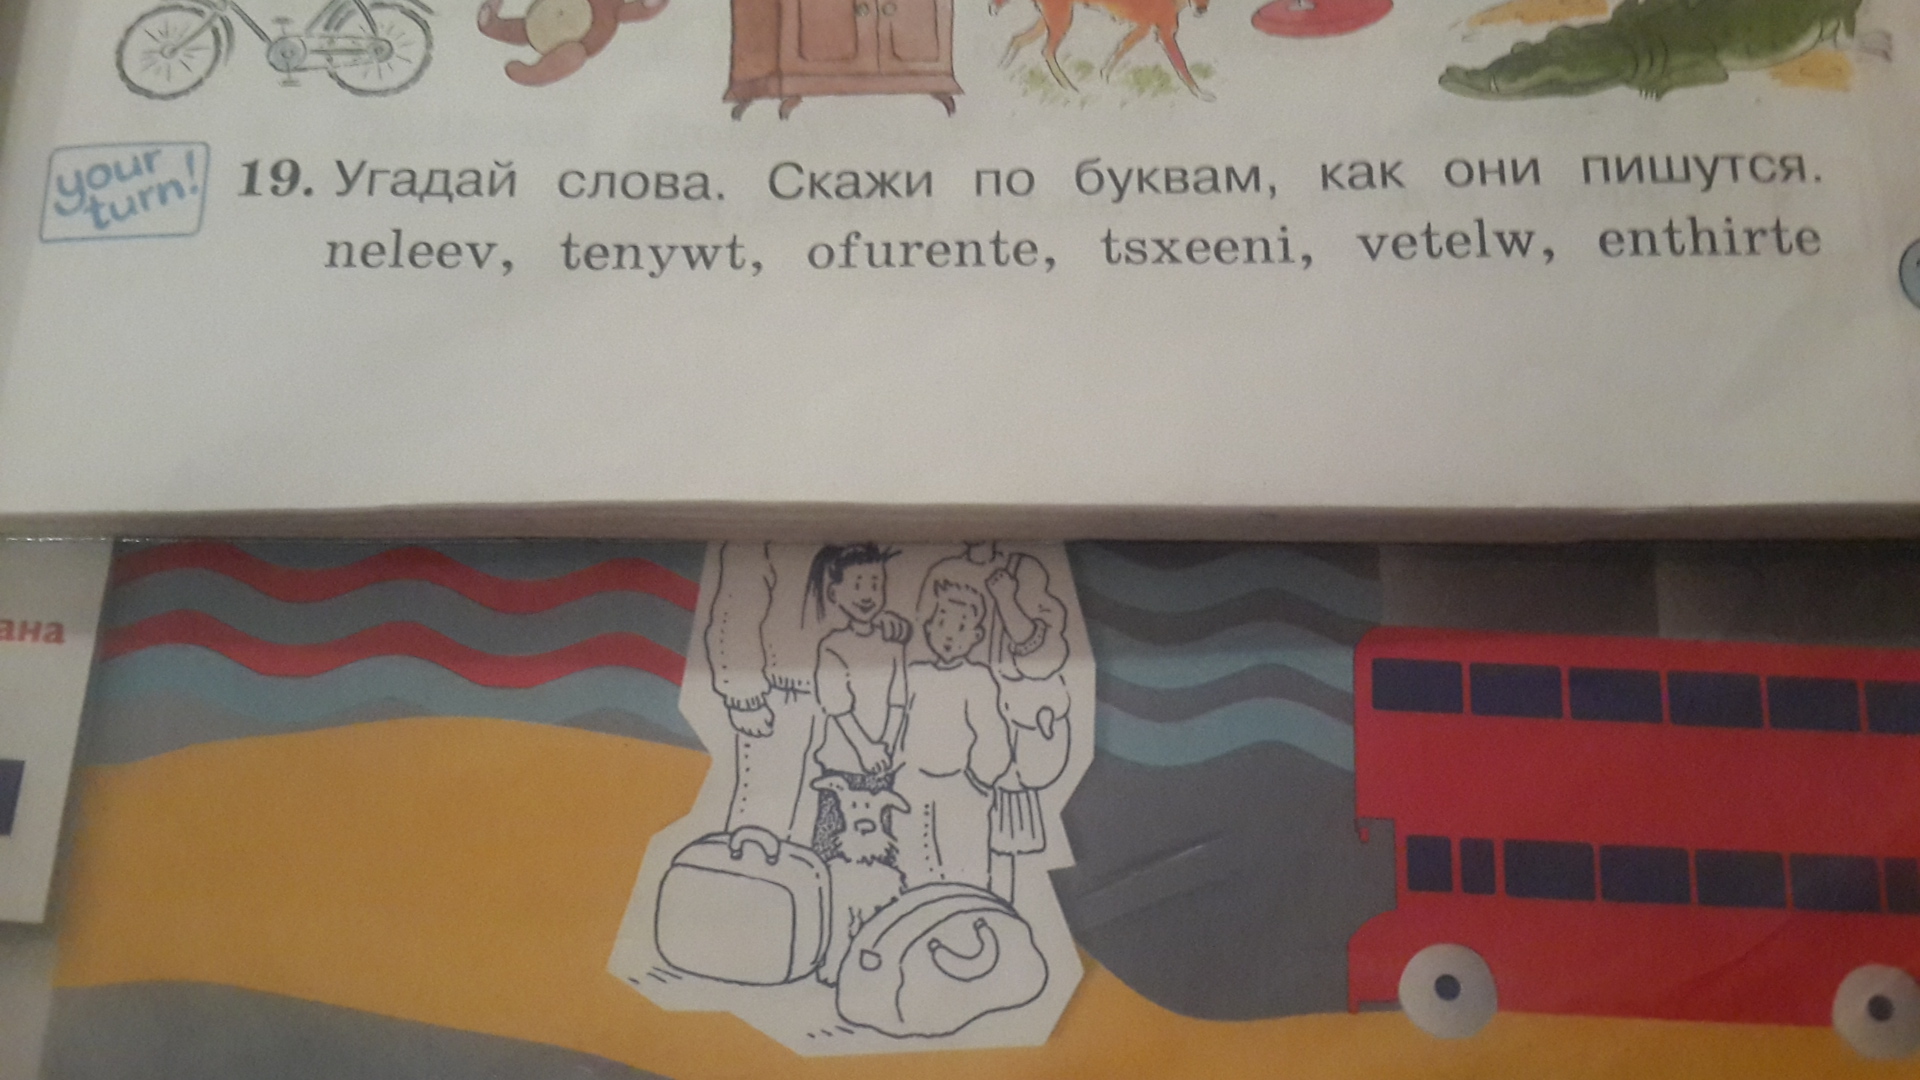 your turn!
19. Угадай слова. Скажи по буквам, как они пишутся.
neleev, tenywt, ofurente, tsxeeni, vetelw, enthirte
ана